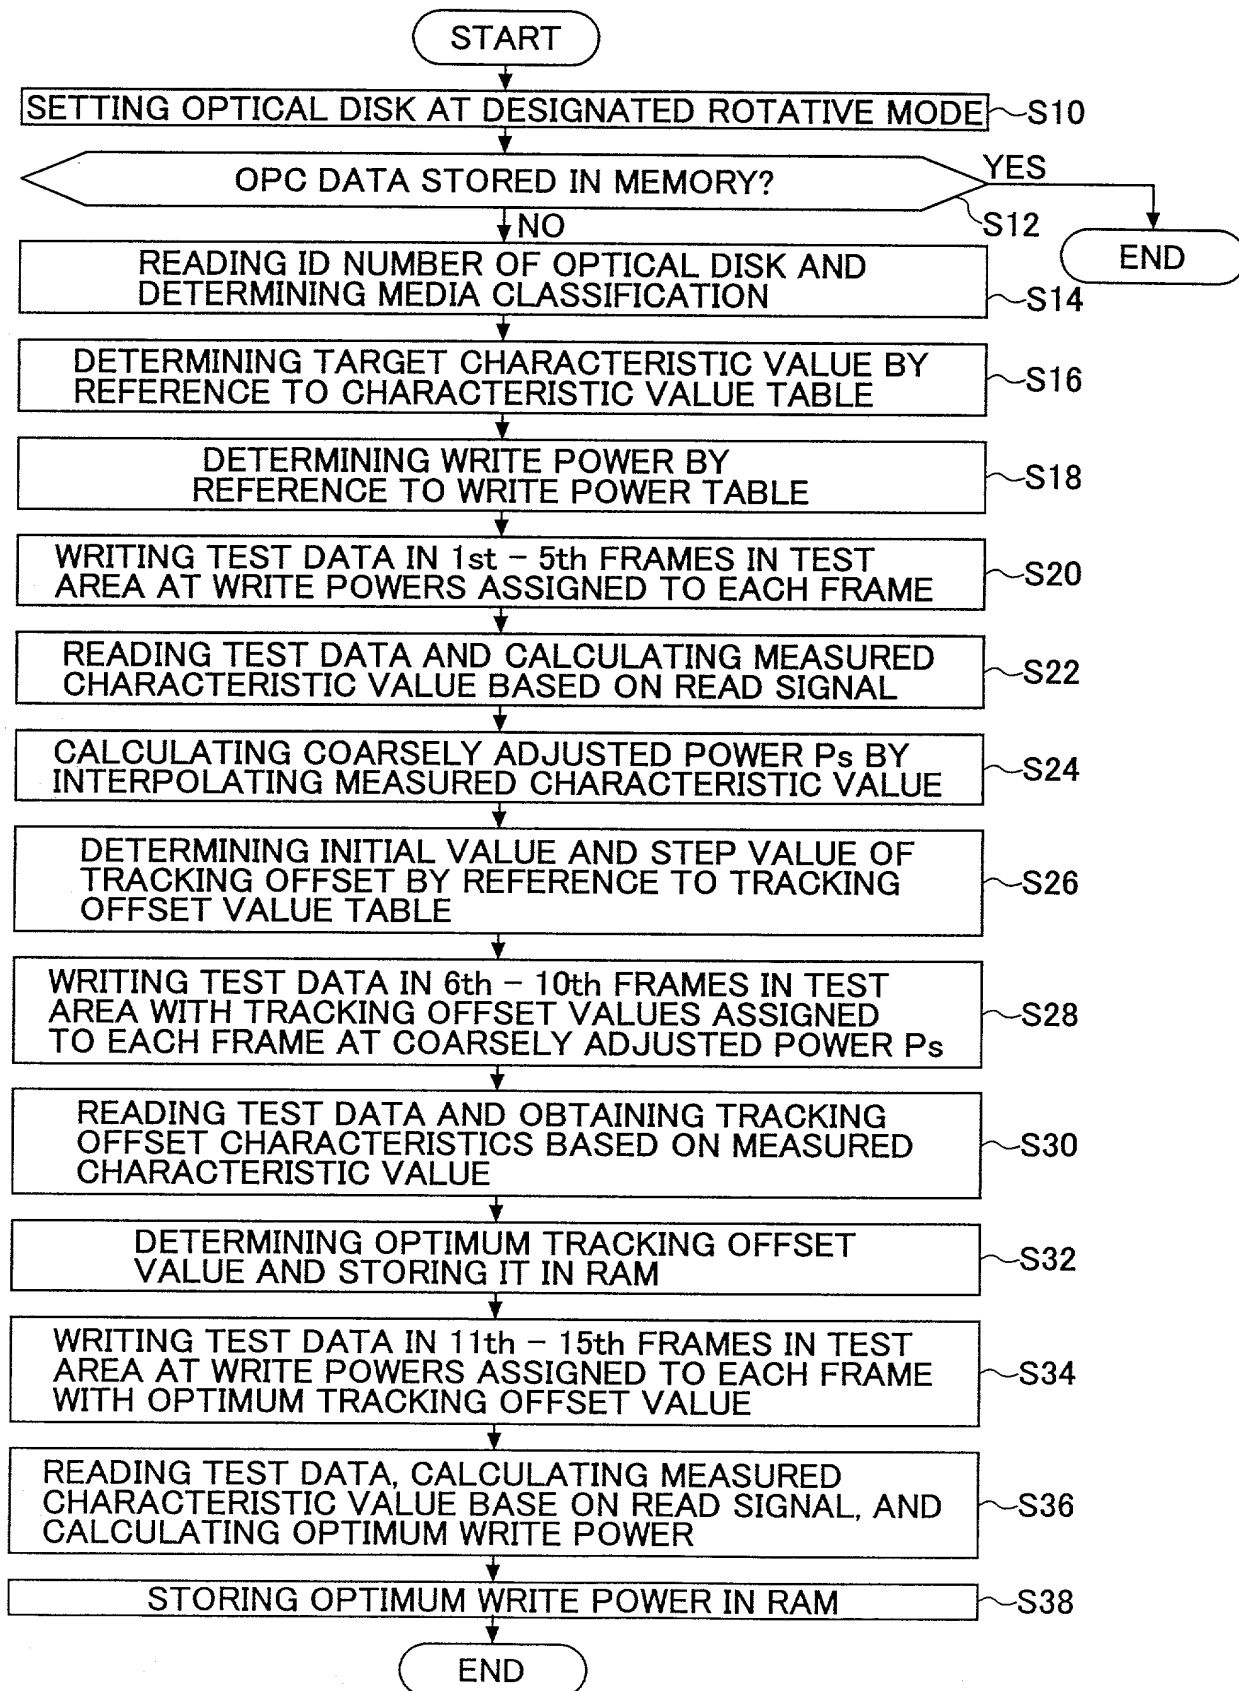 START
SETTING OPTICAL DISK AT DESIGNATED ROTATIVE MODE
S10
OPC DATA STORED IN MEMORY?
YES
S12
NO
END
READING ID NUMBER OF OPTICAL DISK AND
DETERMINING MEDIA CLASSIFICATION
S14
DETERMINING TARGET CHARACTERISTIC VALUE BY
REFERENCE TO CHARACTERISTIC VALUE TABLE
S16
DETERMINING WRITE POWER BY
REFERENCE TO WRITE POWER TABLE
S18
WRITING TEST DATA IN 1st - 5th FRAMES IN TEST
AREA AT WRITE POWERS ASSIGNED TO EACH FRAME
S20
READING TEST DATA AND CALCULATING MEASURED
CHARACTERISTIC VALUE BASED ON READ SIGNAL
S22
CALCULATING COARSELY ADJUSTED POWER Ps BY
INTERPOLATING MEASURED CHARACTERISTIC VALUE
S24
DETERMINING INITIAL VALUE AND STEP VALUE OF
TRACKING OFFSET BY REFERENCE TO TRACKING
OFFSET VALUE TABLE
S26
WRITING TEST DATA IN 6th - 10th FRAMES IN TEST
AREA WITH TRACKING OFFSET VALUES ASSIGNED
TO EACH FRAME AT COARSELY ADJUSTED POWER Ps
S28
READING TEST DATA AND OBTAINING TRACKING
OFFSET CHARACTERISTICS BASED ON MEASURED
CHARACTERISTIC VALUE
S30
DETERMINING OPTIMUM TRACKING OFFSET
VALUE AND STORING IT IN RAM
S32
WRITING TEST DATA IN 11th - 15th FRAMES IN TEST
AREA AT WRITE POWERS ASSIGNED TO EACH FRAME
WITH OPTIMUM TRACKING OFFSET VALUE
S34
READING TEST DATA, CALCULATING MEASURED
CHARACTERISTIC VALUE BASE ON READ SIGNAL, AND
CALCULATING OPTIMUM WRITE POWER
S36
STORING OPTIMUM WRITE POWER IN RAM
S38
END